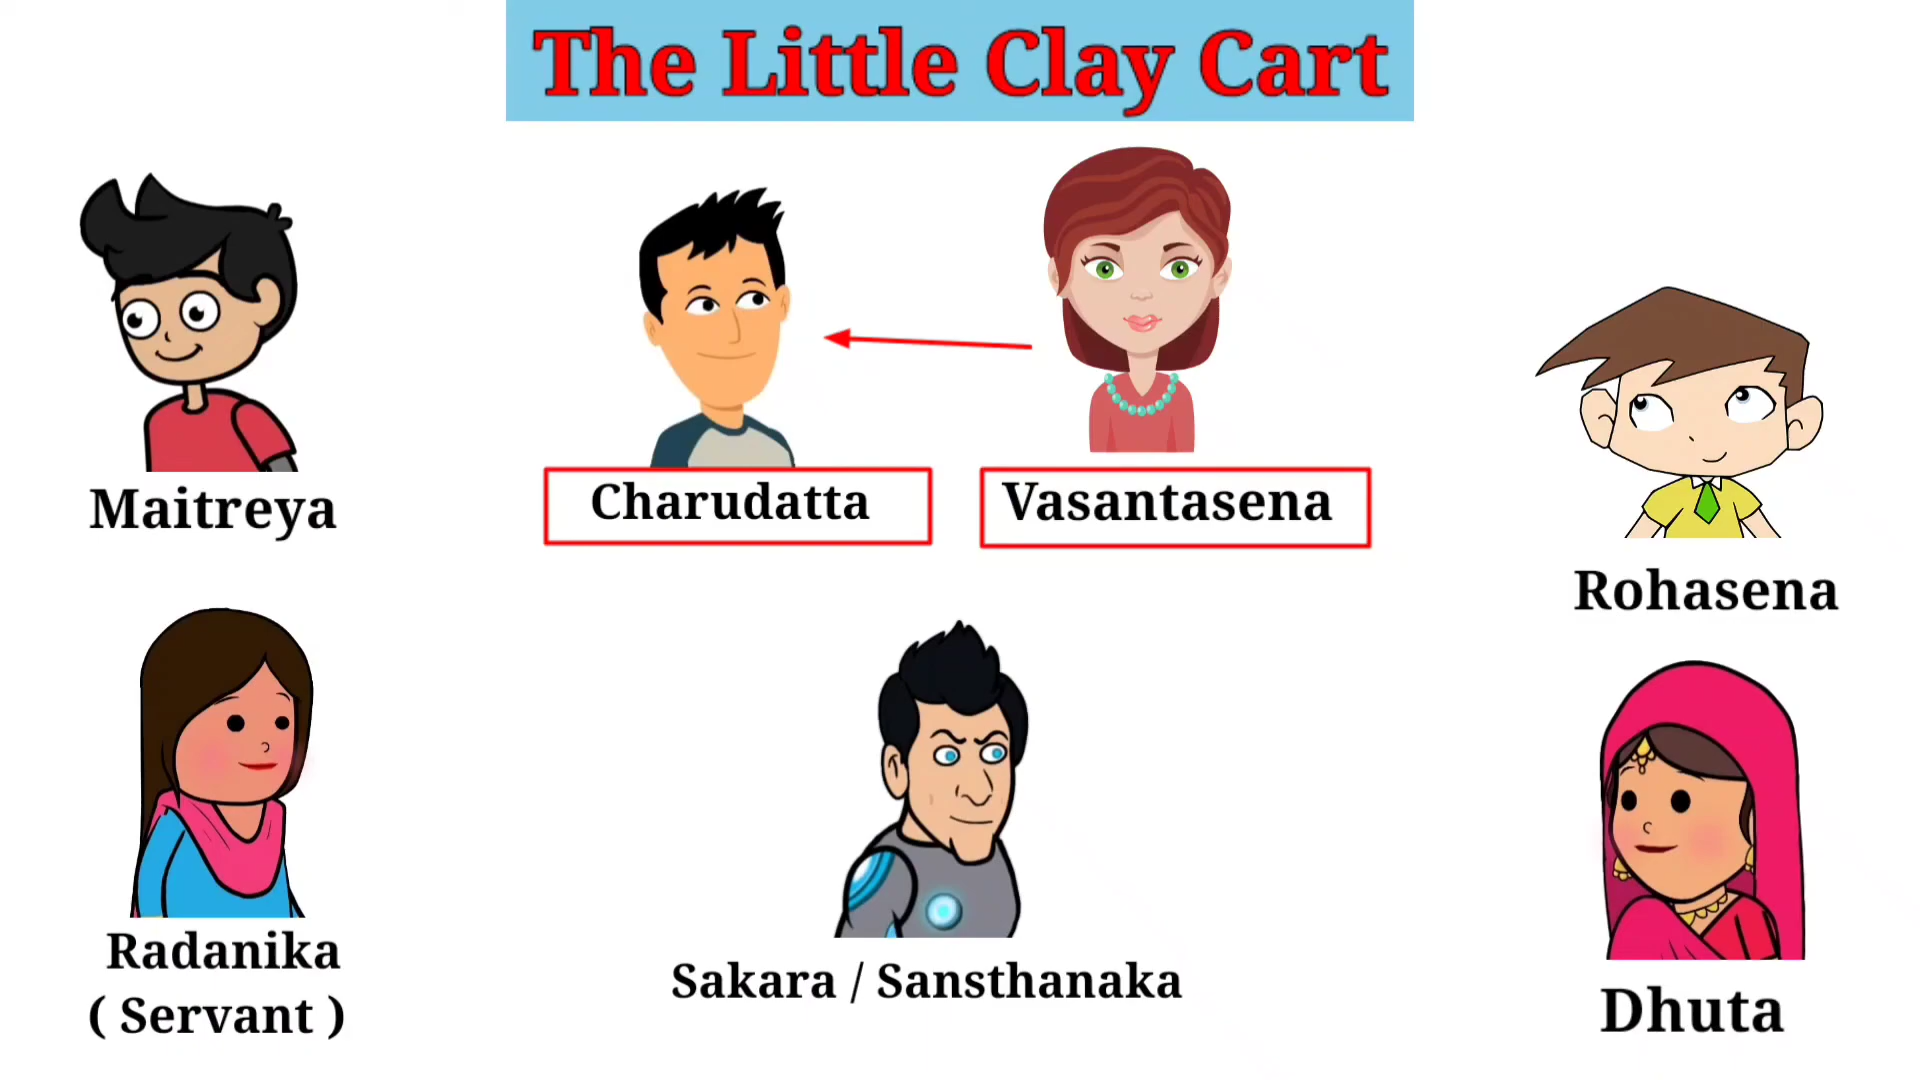 The Little Clay Cart
Maitreya
Charudatta
Vasantasena
Rohasena
Radanika
( Servant )
Sakara / Sansthanaka
Dhuta